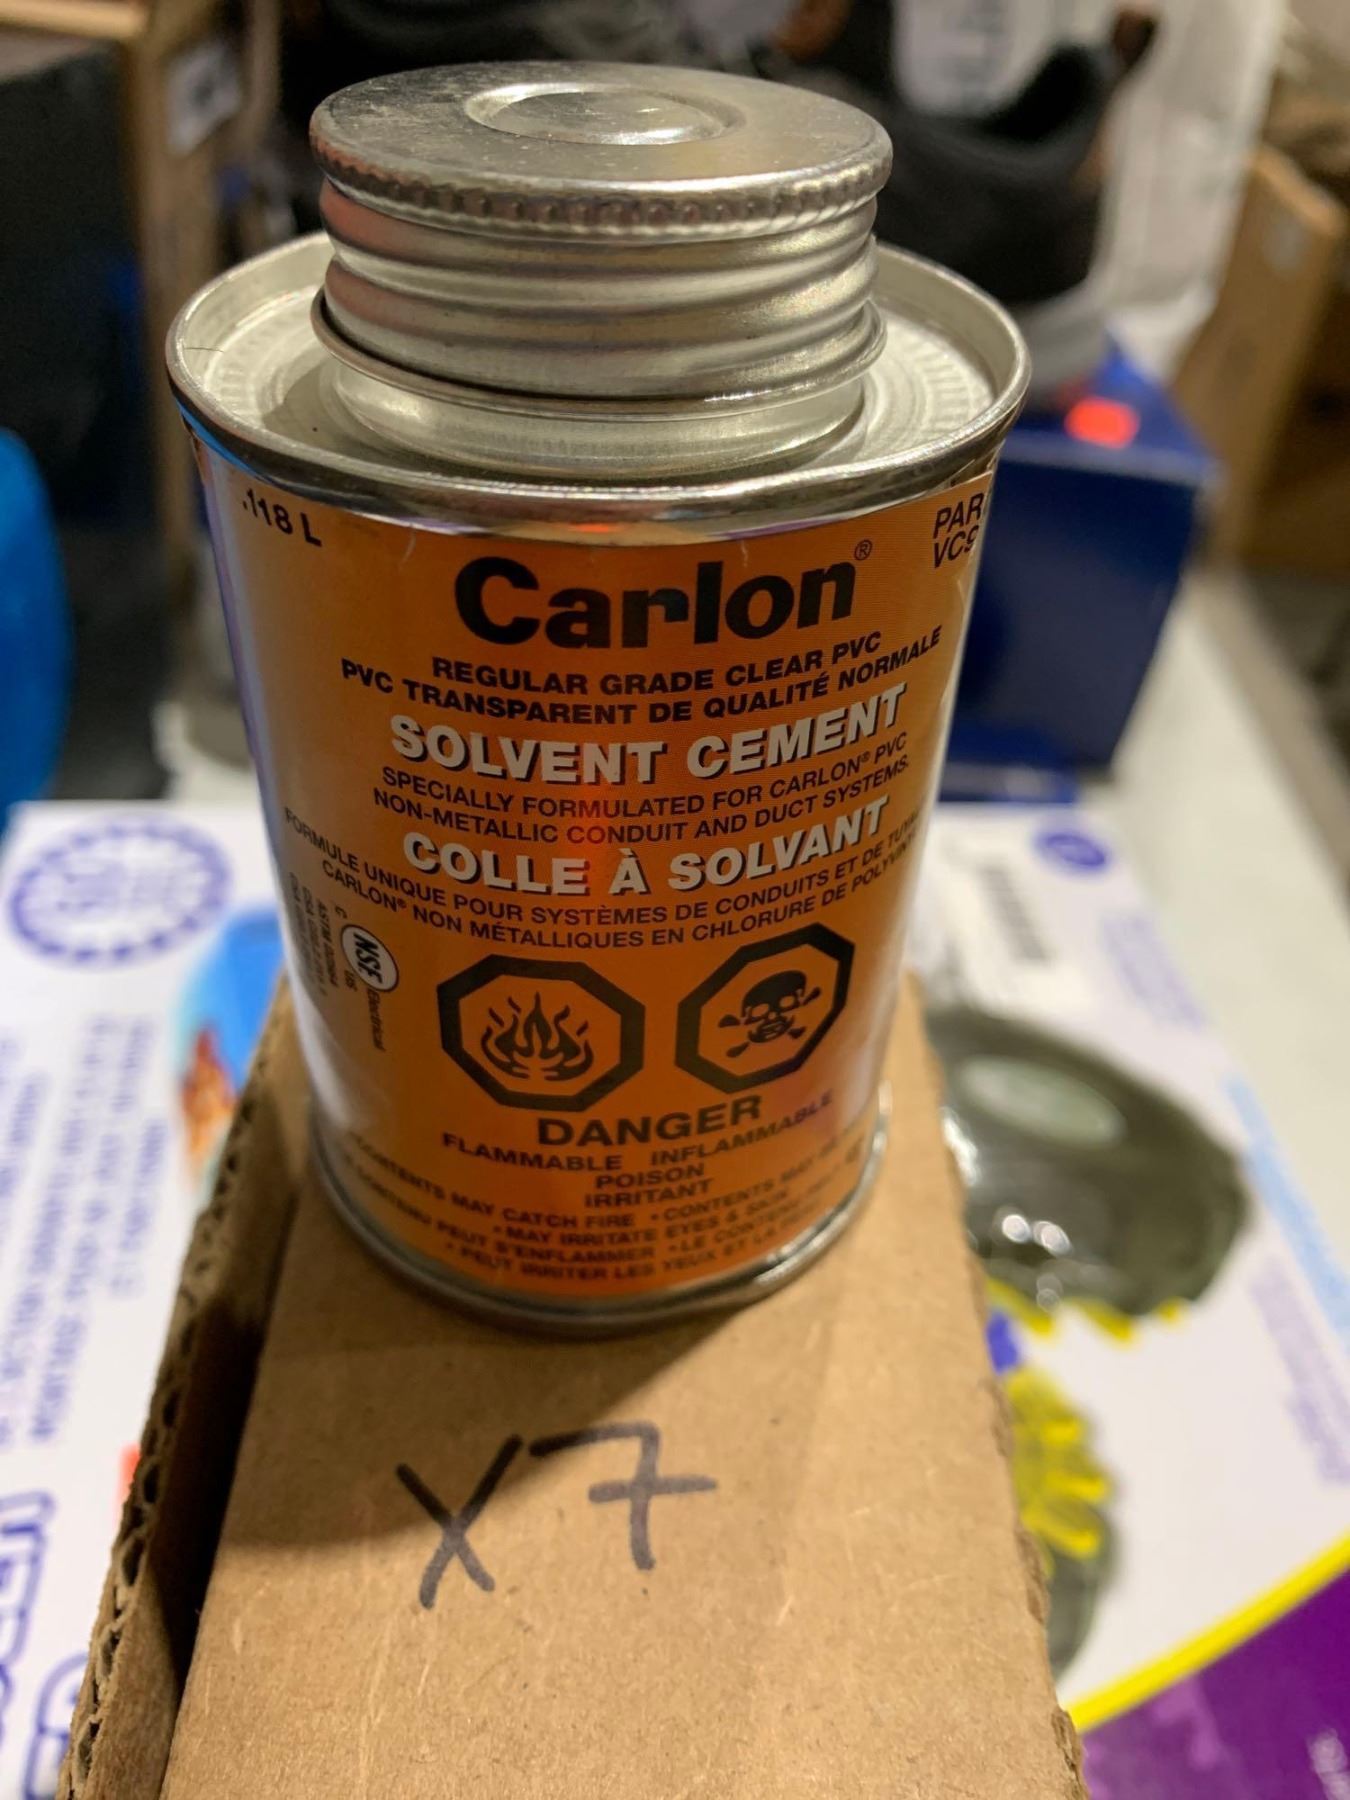 .118 L
PAR
VC9
Carlon®
REGULAR GRADE CLEAR PVC
PVC TRANSPARENT DE QUALITÉ NORMALE
SOLVENT CEMENT
SPECIALLY FORMULATED FOR CARLON® PVC
NON-METALLIC CONDUIT AND DUCT SYSTEMS.
COLLE À SOLVANT
FORMULE UNIQUE POUR SYSTÈMES DE CONDUITS ET DE
CARLON® NON MÉTALLIQUES EN CHLORURE DE
NSF
C US
Electrical
DANGER
FLAMMABLE INFLAMMABLE
POISON
IRRITANT
CONTENTS MAY CATCH FIRE • CONTENTS MAY
• MAY IRRITATE EYES & SKIN
CONTENU PEUT S'ENFLAMMER • LE CONTENU
• PEUT IRRITER LES YEUX ET LA
X7